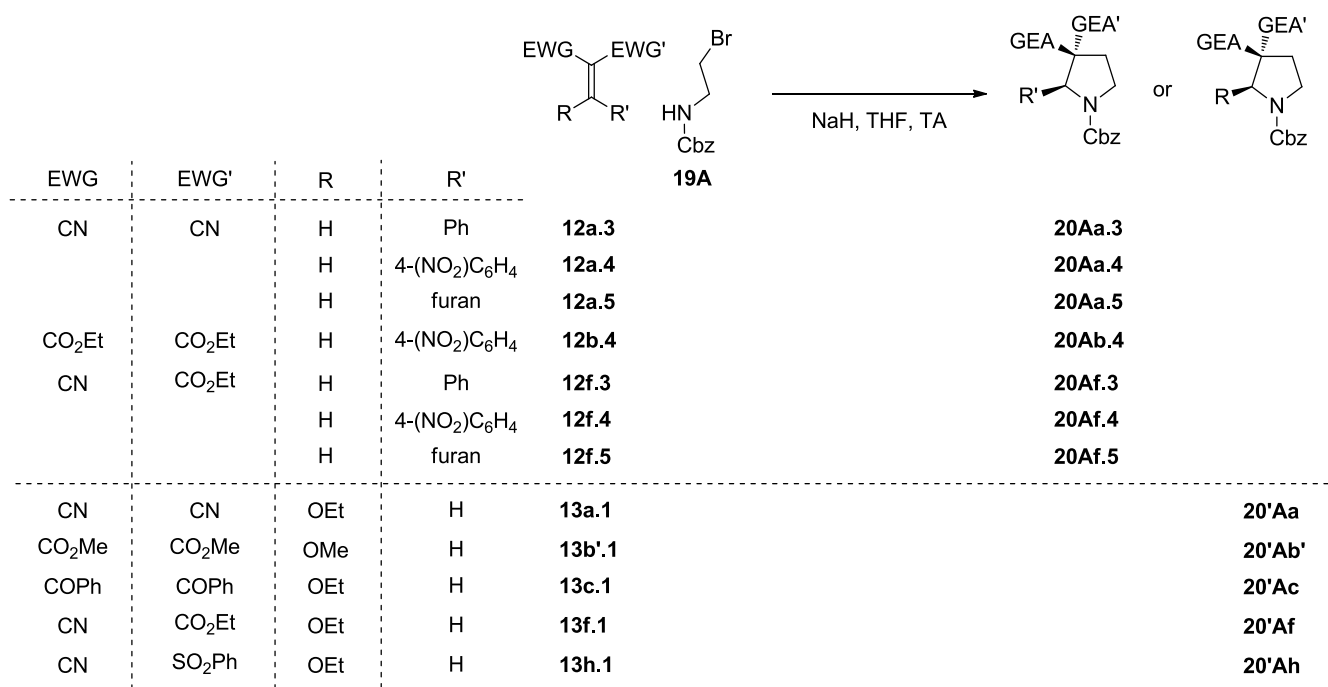 EWG EWG'
R R'
Br
HN
Cbz
19A
NaH, THF, TA
GEA GEA'
R'
N
Cbz
or
GEA GEA'
R
N
Cbz
EWG EWG' R R'
CN CN H Ph 12a.3 20Aa.3
H 4-(NO2)C6H4 12a.4 20Aa.4
H furan 12a.5 20Aa.5
CO2Et CO2Et H 4-(NO2)C6H4 12b.4 20Ab.4
CN CO2Et H Ph 12f.3 20Af.3
H 4-(NO2)C6H4 12f.4 20Af.4
H furan 12f.5 20Af.5
CN CN OEt H 13a.1 20'Aa
CO2Me CO2Me OMe H 13b'.1 20'Ab'
COPh COPh OEt H 13c.1 20'Ac
CN CO2Et OEt H 13f.1 20'Af
CN SO2Ph OEt H 13h.1 20'Ah